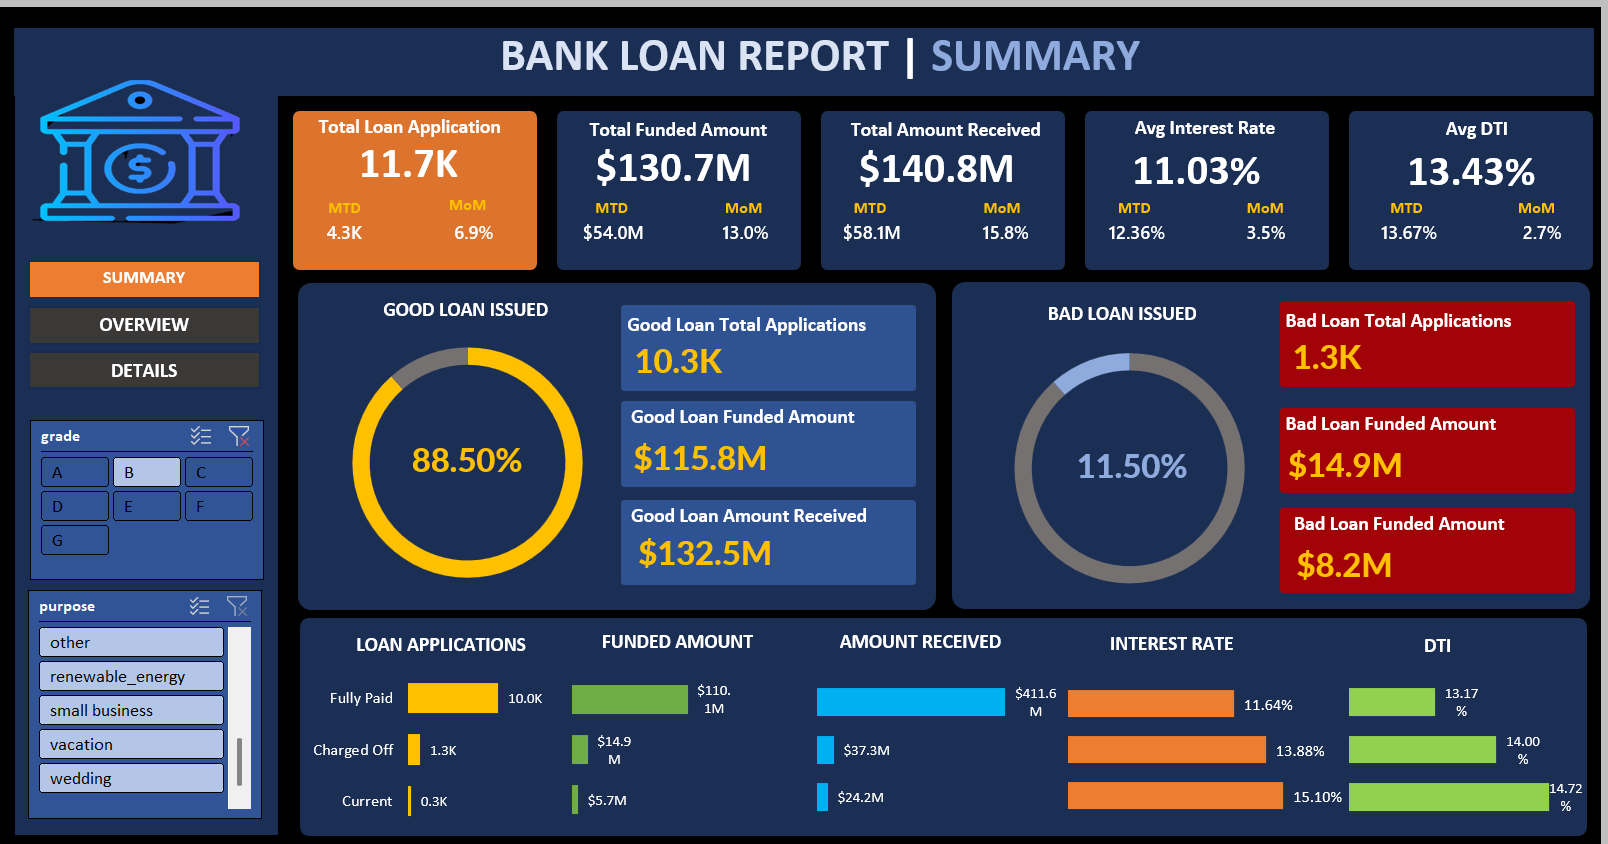 BANK LOAN REPORT | SUMMARY
Total Loan Application
11.7K
MTD
MoM
4.3K
6.9%
Total Funded Amount
$130.7M
MTD
MoM
$54.0M
13.0%
Total Amount Received
$140.8M
MTD
MoM
$58.1M
15.8%
Avg Interest Rate
11.03%
MTD
MoM
12.36%
3.5%
Avg DTI
13.43%
MTD
MoM
13.67%
2.7%
$
SUMMARY
OVERVIEW
DETAILS
grade
A
B
C
D
E
F
G
purpose
other
renewable_energy
small business
vacation
wedding
GOOD LOAN ISSUED
88.50%
Good Loan Total Applications
10.3K
Good Loan Funded Amount
$115.8M
Good Loan Amount Received
$132.5M
BAD LOAN ISSUED
11.50%
Bad Loan Total Applications
1.3K
Bad Loan Funded Amount
$14.9M
Bad Loan Funded Amount
$8.2M
LOAN APPLICATIONS
Fully Paid
10.0K
Charged Off
1.3K
Current
0.3K
FUNDED AMOUNT
$110.
1M
$14.9
M
$5.7M
AMOUNT RECEIVED
$411.6
M
$37.3M
$24.2M
INTEREST RATE
11.64%
13.88%
15.10%
DTI
13.17
%
14.00
%
14.72
%